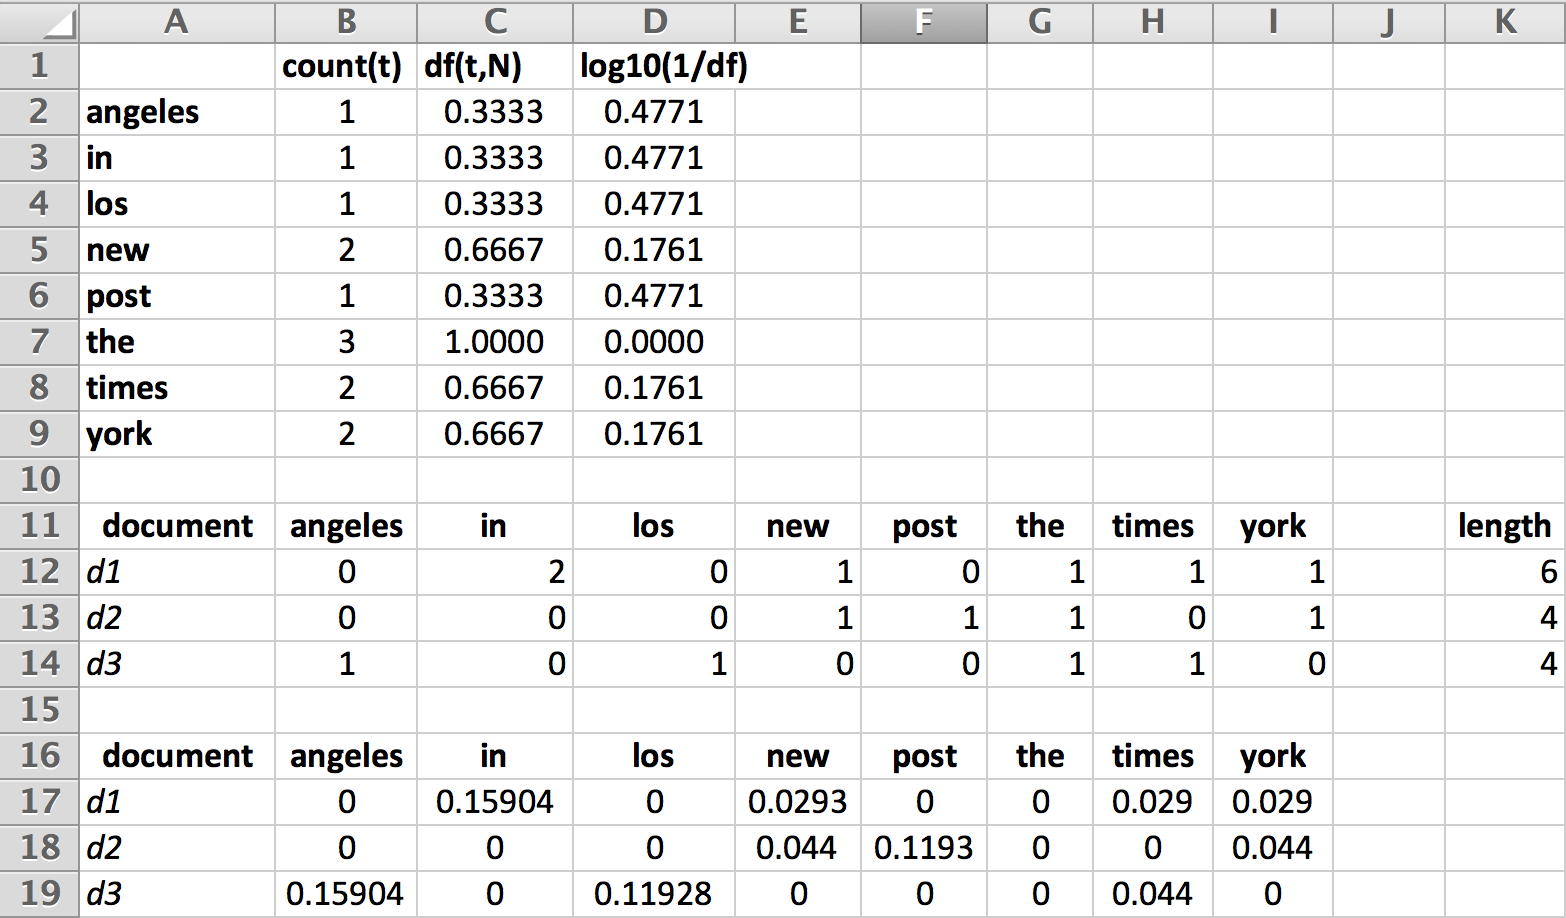 A B C D E F G H I J K
1 count(t) df(t,N) log10(1/df)
2 angeles 1 0.3333 0.4771
3 in 1 0.3333 0.4771
4 los 1 0.3333 0.4771
5 new 2 0.6667 0.1761
6 post 1 0.3333 0.4771
7 the 3 1.0000 0.0000
8 times 2 0.6667 0.1761
9 york 2 0.6667 0.1761
10
11 document angeles in los new post the times york length
12 d1 0 2 0 1 0 1 1 1 6
13 d2 0 0 0 1 1 1 0 1 4
14 d3 1 0 1 0 0 1 1 0 4
15
16 document angeles in los new post the times york
17 d1 0 0.15904 0 0.0293 0 0 0.029 0.029
18 d2 0 0 0 0.044 0.1193 0 0 0.044
19 d3 0.15904 0 0.11928 0 0 0 0.044 0